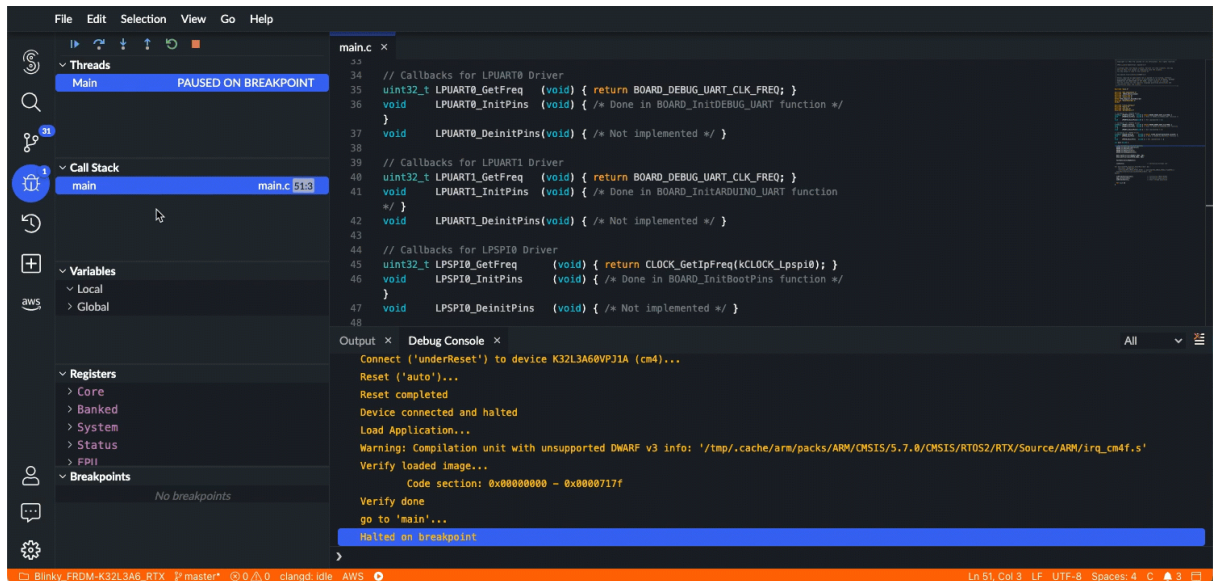 File Edit Selection View Go Help
Threads
Main PAUSED ON BREAKPOINT
31
Call Stack
1
main main.c 51:3
Variables
Local
Global
aws
Registers
Core
Banked
System
Status
FPU
Breakpoints
No breakpoints
main.c ×
33
34 // Callbacks for LPUART0 Driver
35 uint32_t LPUART0_GetFreq (void) { return BOARD_DEBUG_UART_CLK_FREQ; }
36 void LPUART0_InitPins (void) { /* Done in BOARD_InitDEBUG_UART function */
}
37 void LPUART0_DeinitPins(void) { /* Not implemented */ }
38
39 // Callbacks for LPUART1 Driver
40 uint32_t LPUART1_GetFreq (void) { return BOARD_DEBUG_UART_CLK_FREQ; }
41 void LPUART1_InitPins (void) { /* Done in BOARD_InitARDUINO_UART function
*/ }
42 void LPUART1_DeinitPins(void) { /* Not implemented */ }
43
44 // Callbacks for LPSPI0 Driver
45 uint32_t LPSPI0_GetFreq (void) { return CLOCK_GetIpFreq(kCLOCK_Lpspi0); }
46 void LPSPI0_InitPins (void) { /* Done in BOARD_InitBootPins function */
}
47 void LPSPI0_DeinitPins (void) { /* Not implemented */ }
48
Output × Debug Console × All
Connect ('underReset') to device K32L3A60VPJ1A (cm4)...
Reset ('auto')...
Reset completed
Device connected and halted
Load Application...
Warning: Compilation unit with unsupported DWARF v3 info: '/tmp/.cache/arm/packs/ARM/CMSIS/5.7.0/CMSIS/RTOS2/RTX/Source/ARM/irq_cm4f.s'
Verify loaded image...
Code section: 0x00000000 - 0x0000717f
Verify done
go to 'main'...
Halted on breakpoint
Blinky_FRDM-K32L3A6_RTX master* 0 0 clangd: idle AWS Ln 51, Col 3 LF UTF-8 Spaces: 4 C 3